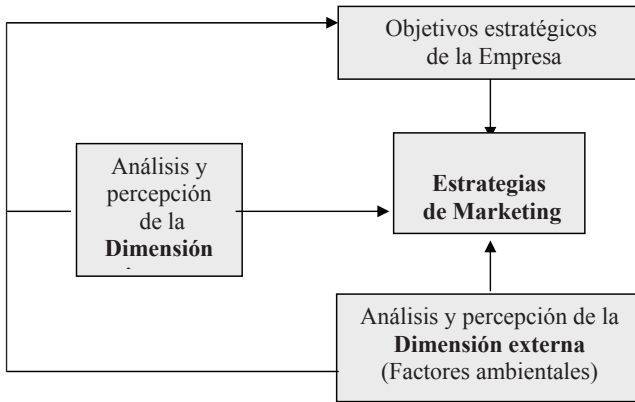 Objetivos estratégicos
de la Empresa
Análisis y
percepción
de la
Dimensión
Estrategias
de Marketing
Análisis y percepción de la
Dimensión externa
(Factores ambientales)